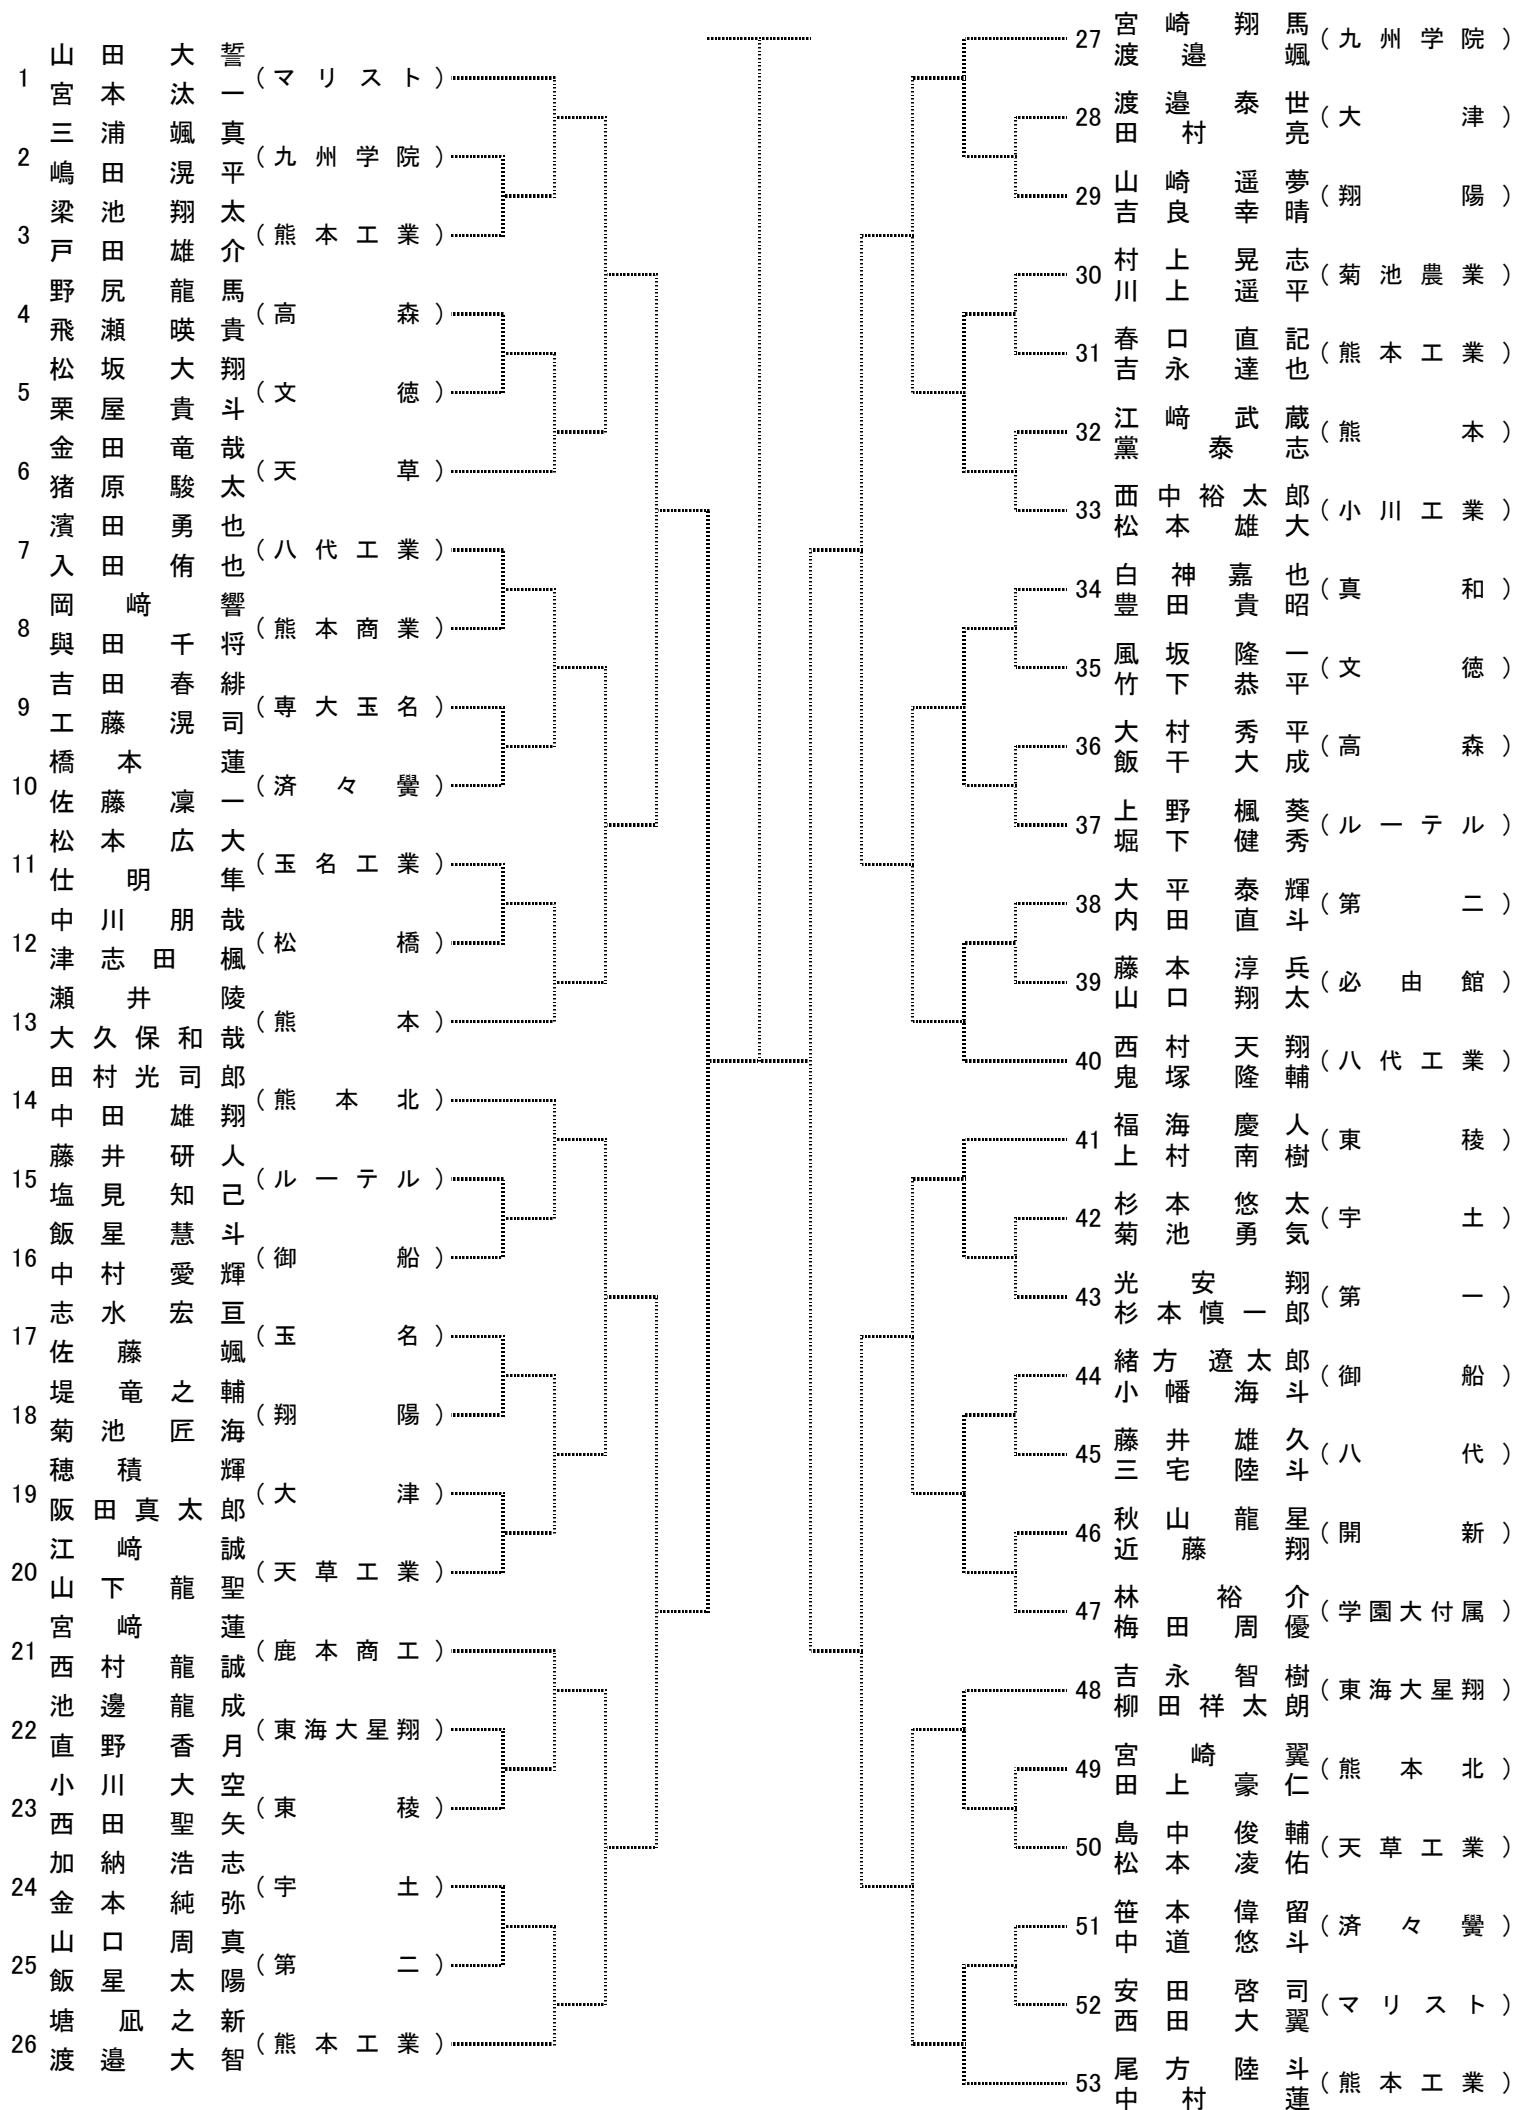 山田大誓
1 (マリスト)
宮本汰一
三浦颯真
2 (九州学院)
嶋田滉平
梁池翔太
3 (熊本工業)
戸田雄介
野尻龍馬
4 (高森)
飛瀬暎貴
松坂大翔
5 (文徳)
栗屋貴斗
金田竜哉
6 (天草)
猪原駿太
濱田勇也
7 (八代工業)
入田侑也
岡﨑響
8 (熊本商業)
與田千将
吉田春緋
9 (専大玉名)
工藤滉司
橋本蓮
10 (済々黌)
佐藤凜一
松本広大
11 (玉名工業)
仕明隼
中川朋哉
12 (松橋)
津志田楓
瀬井陵
13 (熊本)
大久保和哉
田村光司郎
14 (熊本北)
中田雄翔
藤井研人
15 (ルーテル)
塩見知己
飯星慧斗
16 (御船)
中村愛輝
志水宏亘
17 (玉名)
佐藤颯
堤竜之輔
18 (翔陽)
菊池匠海
穂積輝
19 (大津)
阪田真太郎
江﨑誠
20 (天草工業)
山下龍聖
宮﨑蓮
21 (鹿本商工)
西村龍誠
池邊龍成
22 (東海大星翔)
直野香月
小川大空
23 (東稜)
西田聖矢
加納浩志
24 (宇土)
金本純弥
山口周真
25 (第二)
飯星太陽
塘凪之新
26 (熊本工業)
渡邉大智
宮崎翔馬
27 (九州学院)
渡邉颯
渡邉泰世
28 (大津)
田村亮
山崎遥夢
29 (翔陽)
吉良幸晴
村上晃志
30 (菊池農業)
川上遥平
春口直記
31 (熊本工業)
吉永達也
江﨑武蔵
32 (熊本)
黨泰志
西中裕太郎
33 (小川工業)
松本雄大
白神嘉也
34 (真和)
豊田貴昭
風坂隆一
35 (文徳)
竹下恭平
大村秀平
36 (高森)
飯干大成
上野楓葵
37 (ルーテル)
堀下健秀
大平泰輝
38 (第二)
内田直斗
藤本淳兵
39 (必由館)
山口翔太
西村天翔
40 (八代工業)
鬼塚隆輔
福海慶人
41 (東稜)
上村南樹
杉本悠太
42 (宇土)
菊池勇気
光安翔
43 (第一)
杉本慎一郎
緒方遼太郎
44 (御船)
小幡海斗
藤井雄久
45 (八代)
三宅陸斗
秋山龍星
46 (開新)
近藤翔
林裕介
47 (学園大付属)
梅田周優
吉永智樹
48 (東海大星翔)
柳田祥太朗
宮崎翼
49 (熊本北)
田上豪仁
島中俊輔
50 (天草工業)
松本凌佑
笹本偉留
51 (済々黌)
中道悠斗
安田啓司
52 (マリスト)
西田大翼
尾方陸斗
53 (熊本工業)
中村蓮